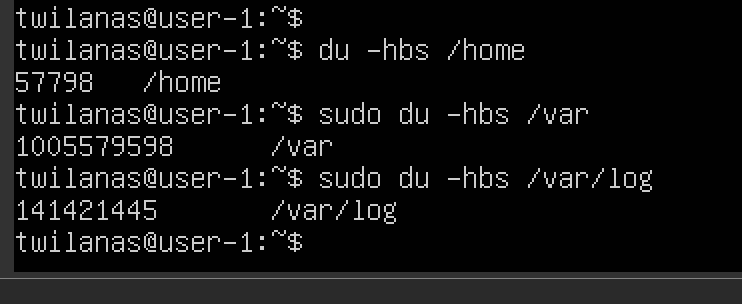 twilanas@user-1:~$
twilanas@user-1:~$ du -hbs /home
57798   /home
twilanas@user-1:~$ sudo du -hbs /var
1005579598      /var
twilanas@user-1:~$ sudo du -hbs /var/log
141421445       /var/log
twilanas@user-1:~$